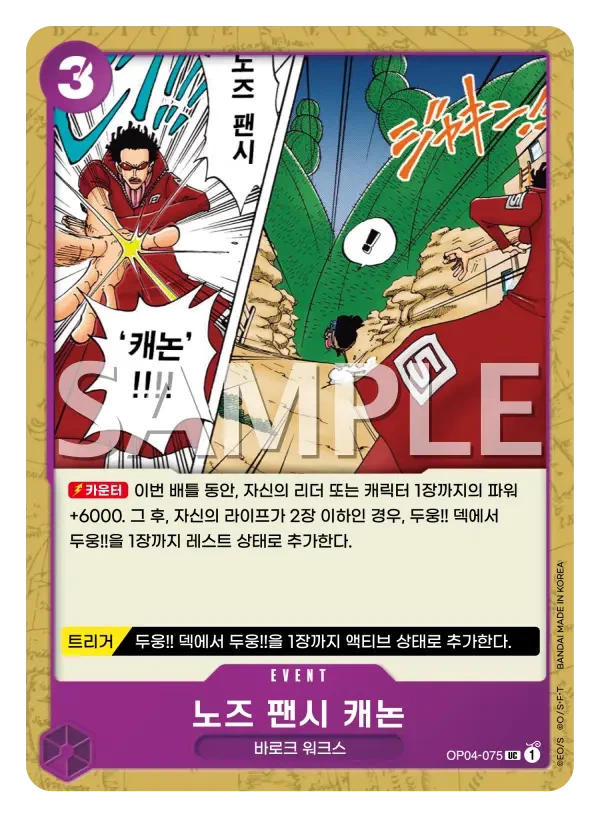 3
노즈 팬시
ジャキン!!
!
‘캐논’
!!!.
SAMPLE
카운터 이번 배틀 동안, 자신의 리더 또는 캐릭터 1장까지의 파워
+6000. 그 후, 자신의 라이프가 2장 이하인 경우, 두웅!! 덱에서
두웅!!을 1장까지 레스트 상태로 추가한다.
트리거 두웅!! 덱에서 두웅!!을 1장까지 액티브 상태로 추가한다.
EVENT
노즈 팬시 캐논
바로크 워크스
OP04-075 UC 1
©EO/S ©O/S·F·T BANDAI MADE IN KOREA